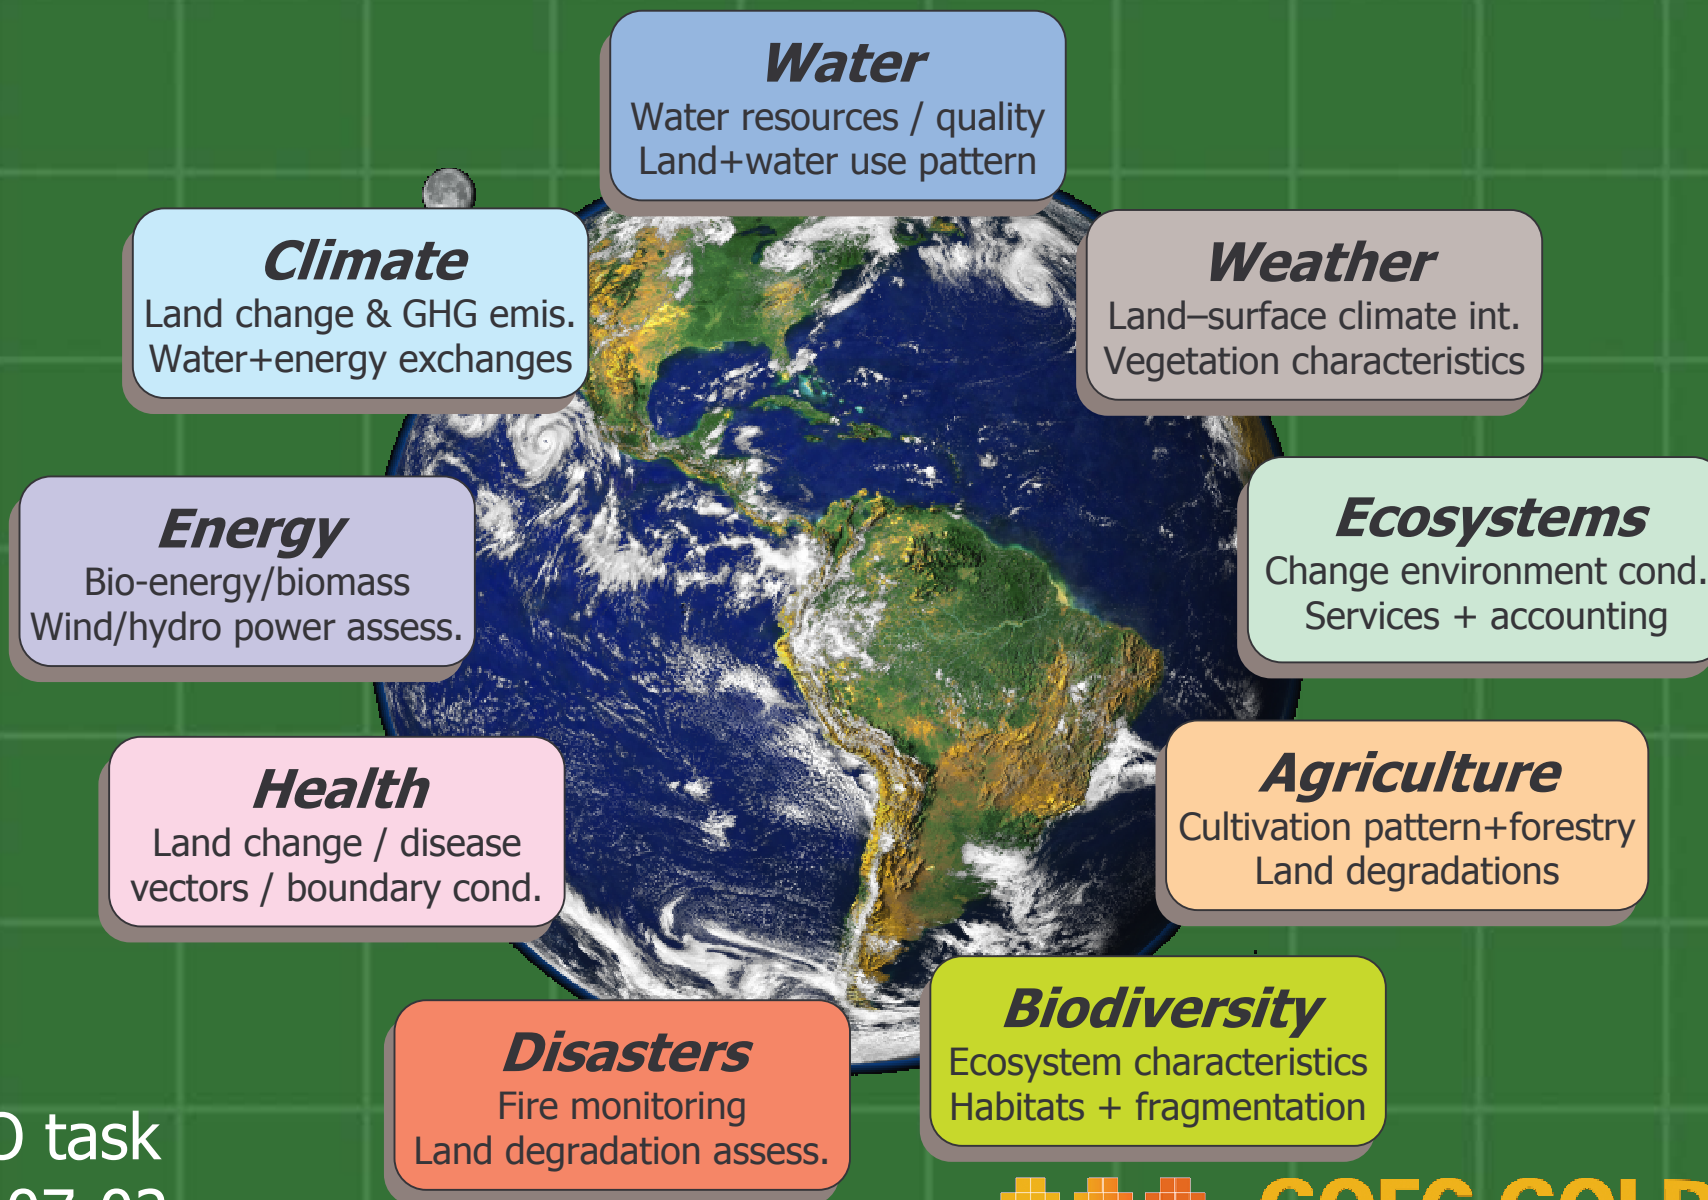 Water
Water resources / quality
Land+water use pattern
Climate
Land change & GHG emis.
Water+energy exchanges
Weather
Land–surface climate int.
Vegetation characteristics
Energy
Bio-energy/biomass
Wind/hydro power assess.
Ecosystems
Change environment cond.
Services + accounting
Health
Land change / disease
vectors / boundary cond.
Agriculture
Cultivation pattern+forestry
Land degradations
Disasters
Fire monitoring
Land degradation assess.
Biodiversity
Ecosystem characteristics
Habitats + fragmentation
task